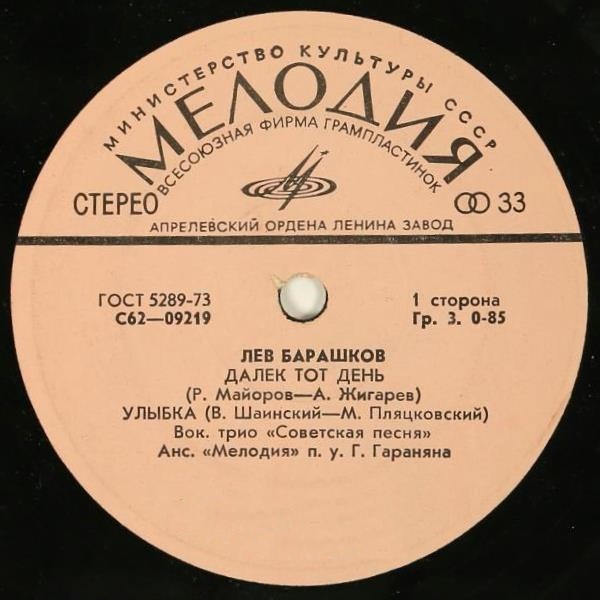 МИНИСТЕРСТВО КУЛЬТУРЫ СССР
МЕЛОДИЯ
ВСЕСОЮЗНАЯ ФИРМА ГРАМПЛАСТИНОК
СТЕРЕО
33
АПРЕЛЕВСКИЙ ОРДЕНА ЛЕНИНА ЗАВОД
ГОСТ 5289-73
С62—09219
1 сторона
Гр. 3. 0-85
ЛЕВ БАРАШКОВ
ДАЛЕК ТОТ ДЕНЬ
(Р. Майоров—А. Жигарев)
УЛЫБКА (В. Шаинский—М. Пляцковский)
Вок. трио «Советская песня»
Анс. «Мелодия» п. у. Г. Гараняна